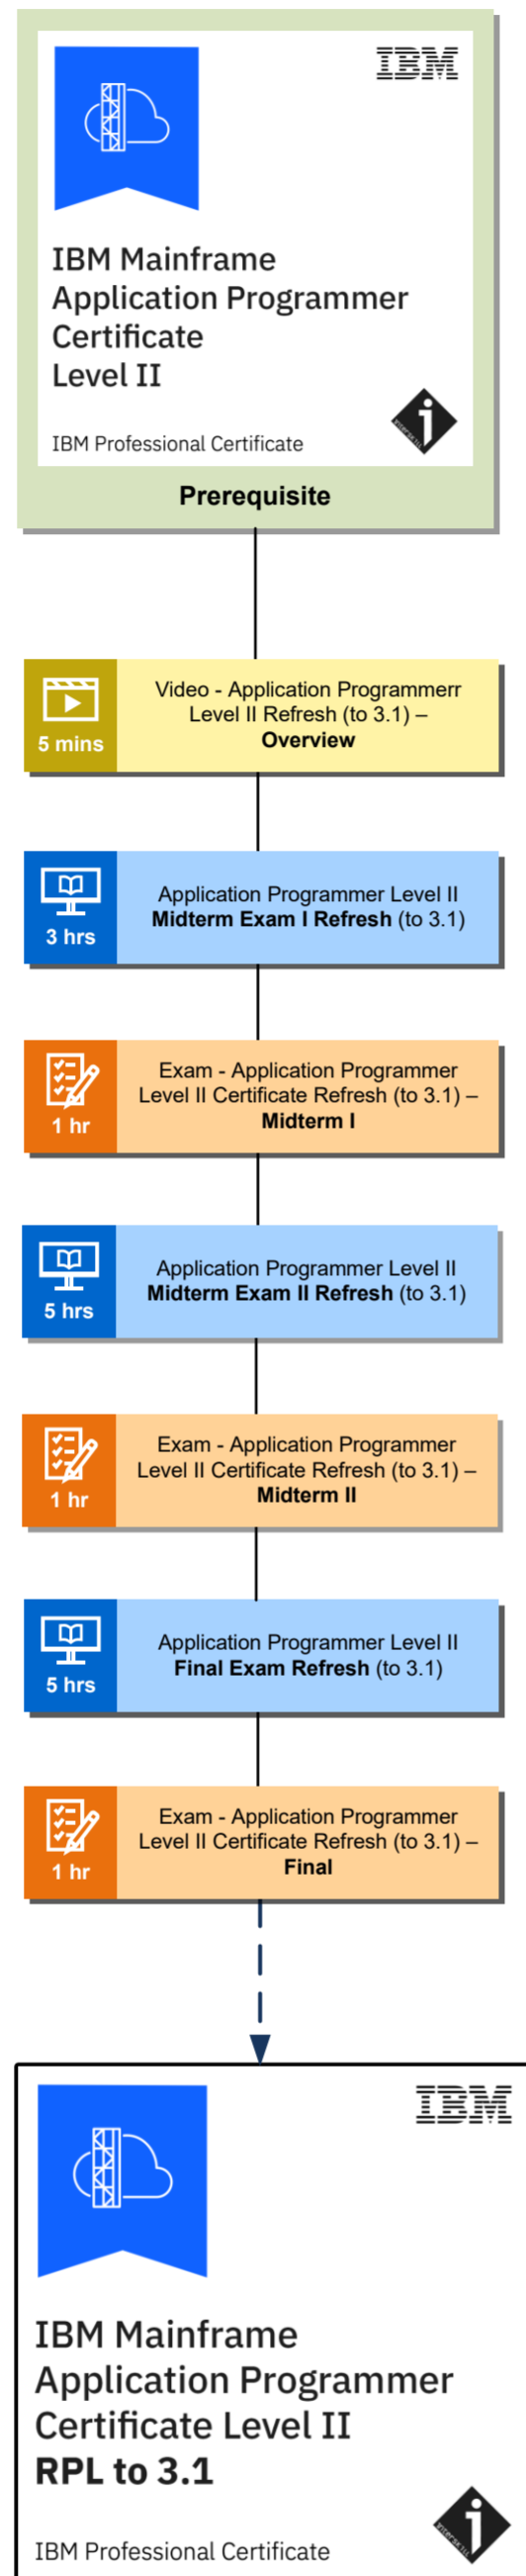 IBM
IBM Mainframe
Application Programmer
Certificate
Level II
IBM Professional Certificate
interskill
Prerequisite
5 mins
Video - Application Programmerr
Level II Refresh (to 3.1) –
Overview
3 hrs
Application Programmer Level II
Midterm Exam I Refresh (to 3.1)
1 hr
Exam - Application Programmer
Level II Certificate Refresh (to 3.1) –
Midterm I
5 hrs
Application Programmer Level II
Midterm Exam II Refresh (to 3.1)
1 hr
Exam - Application Programmer
Level II Certificate Refresh (to 3.1) –
Midterm II
5 hrs
Application Programmer Level II
Final Exam Refresh (to 3.1)
1 hr
Exam - Application Programmer
Level II Certificate Refresh (to 3.1) –
Final
IBM
IBM Mainframe
Application Programmer
Certificate Level II
RPL to 3.1
IBM Professional Certificate
interskill